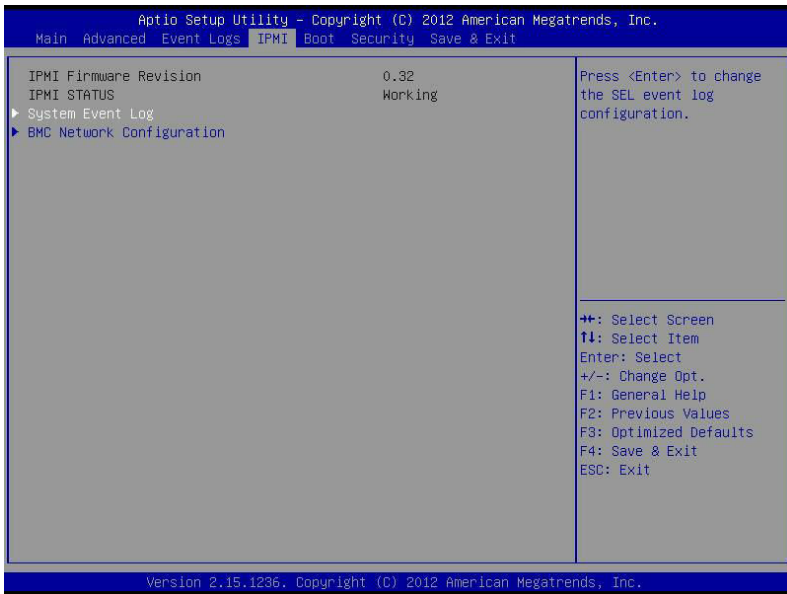 Aptio Setup Utility – Copyright (C) 2012 American Megatrends, Inc.
Main Advanced Event Logs IPMI Boot Security Save & Exit
IPMI Firmware Revision 0.32
IPMI STATUS Working
▶ System Event Log
▶ BMC Network Configuration
Press <Enter> to change
the SEL event log
configuration.
→←: Select Screen
↑↓: Select Item
Enter: Select
+/-: Change Opt.
F1: General Help
F2: Previous Values
F3: Optimized Defaults
F4: Save & Exit
ESC: Exit
Version 2.15.1236. Copyright (C) 2012 American Megatrends, Inc.